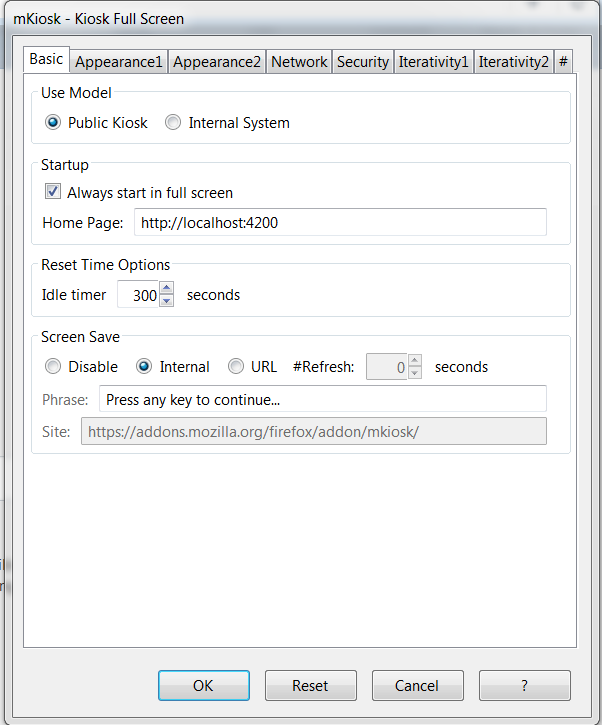 mKiosk - Kiosk Full Screen
Basic Appearance1 Appearance2 Network Security Iterativity1 Iterativity2 #
Use Model
Public Kiosk Internal System
Startup
Always start in full screen
Home Page: http://localhost:4200
Reset Time Options
Idle timer 300 seconds
Screen Save
Disable Internal URL #Refresh: 0 seconds
Phrase: Press any key to continue...
Site: https://addons.mozilla.org/firefox/addon/mkiosk/
OK Reset Cancel ?